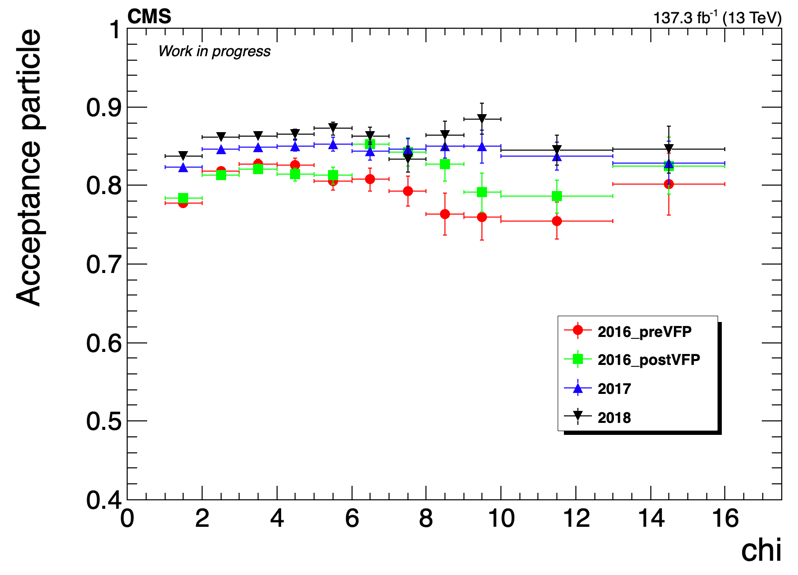 CMS 137.3 fb⁻¹ (13 TeV)
Work in progress
Acceptance particle
1
0.9
0.8
0.7
0.6
0.5
0.4
0 2 4 6 8 10 12 14 16
chi
2016_preVFP
2016_postVFP
2017
2018